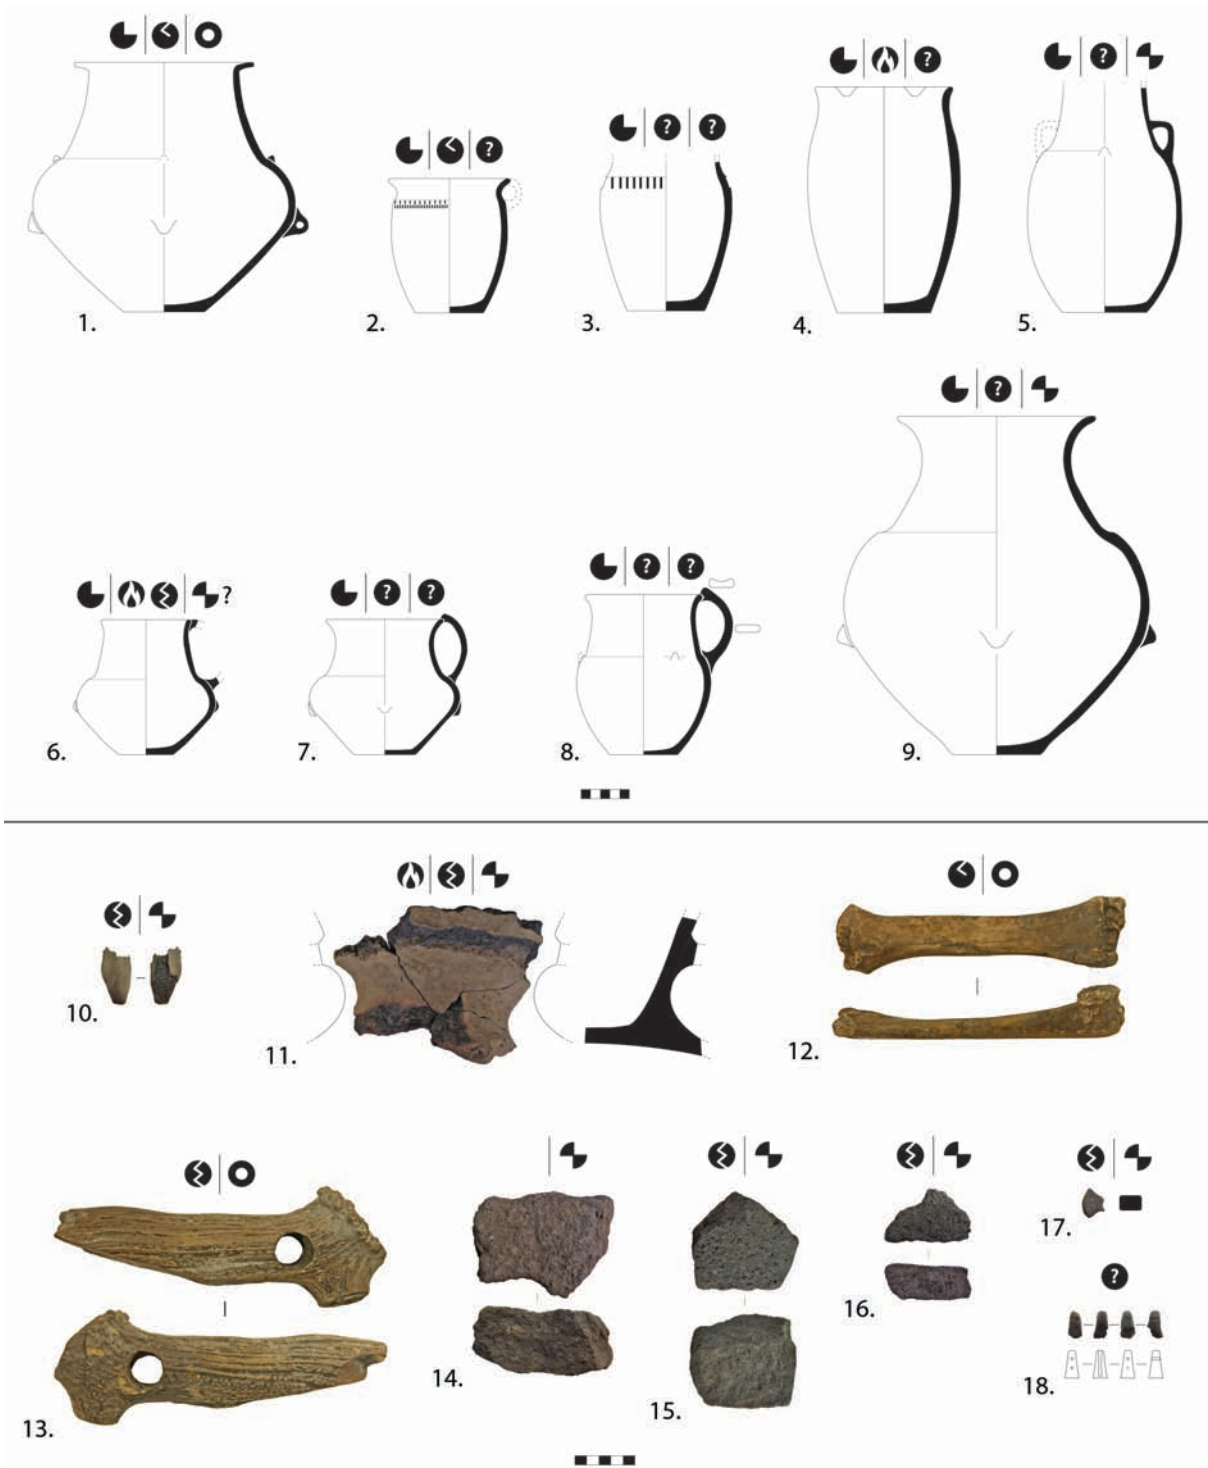 ? ?
? ? ?
1. 2. 3. 4. 5.
?
? ?
? ? ? ?
6. 7. 8. 9.
10. 11. 12.
?
13. 14. 15. 16. 17. 18.